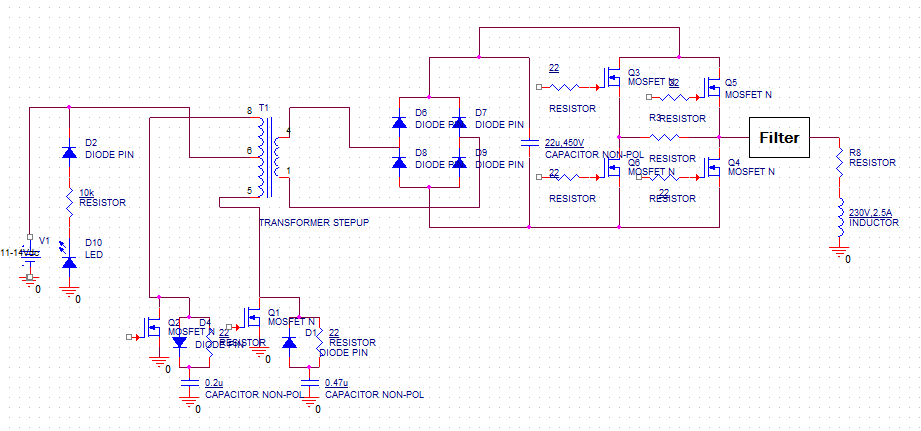 22
Q3
MOSFET N
22
Q5
MOSFET N
RESISTOR
R3
RESISTOR
T1
8
4
6
1
5
TRANSFORMER STEPUP
D6
DIODE PIN
D7
DIODE PIN
D8
DIODE PIN
D9
DIODE PIN
22u,450V
CAPACITOR NON-POL
RESISTOR
Q6
MOSFET N
Q4
MOSFET N
22
RESISTOR
22
RESISTOR
Filter
R8
RESISTOR
230V,2.5A
INDUCTOR
0
D2
DIODE PIN
10k
RESISTOR
V1
11-14Vdc
0
D10
LED
0
Q2
MOSFET N
D4
DIODE PIN
22
RESISTOR
0
Q1
MOSFET N
D1
DIODE PIN
22
RESISTOR
0
0.2u
CAPACITOR NON-POL
0
0.47u
CAPACITOR NON-POL
0